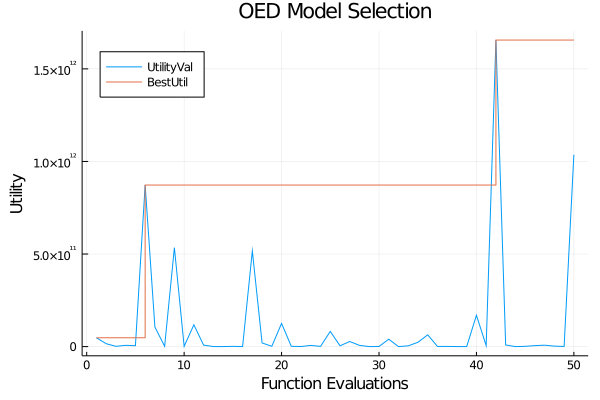 OED Model Selection
UtilityVal
BestUtil
1.5×10¹²
1.0×10¹²
5.0×10¹¹
0
Utility
0 10 20 30 40 50
Function Evaluations